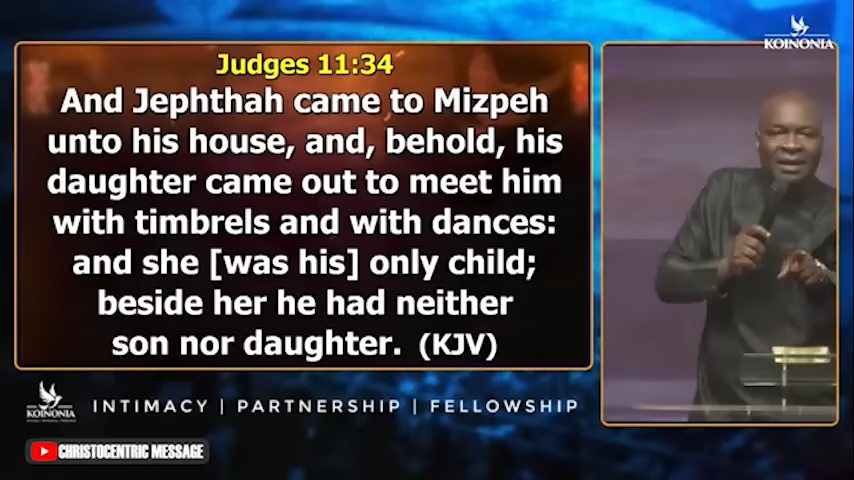 KOINONIA
Judges 11:34
And Jephthah came to Mizpeh
unto his house, and, behold, his
daughter came out to meet him
with timbrels and with dances:
and she [was his] only child;
beside her he had neither
son nor daughter. (KJV)
KOINONIA
INTIMACY | PARTNERSHIP | FELLOWSHIP
CHRISTOCENTRIC MESSAGE